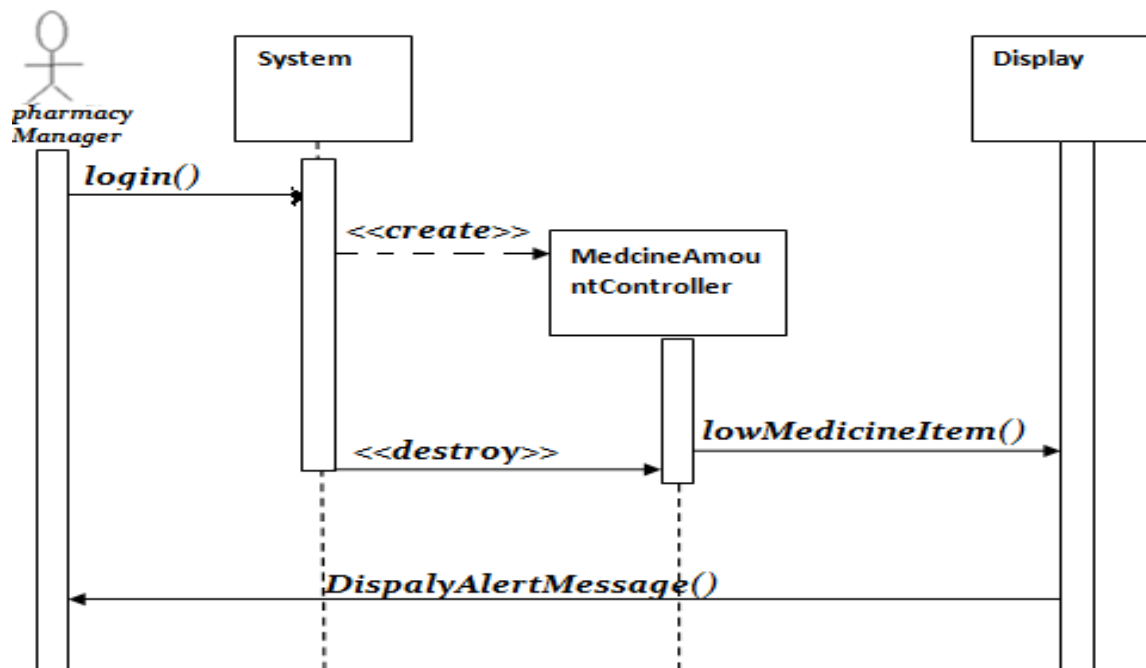 System
Display
pharmacy
Manager
login()
<<create>>
MedcineAmou
ntController
lowMedicineItem()
<<destroy>>
DispalyAlertMessage()